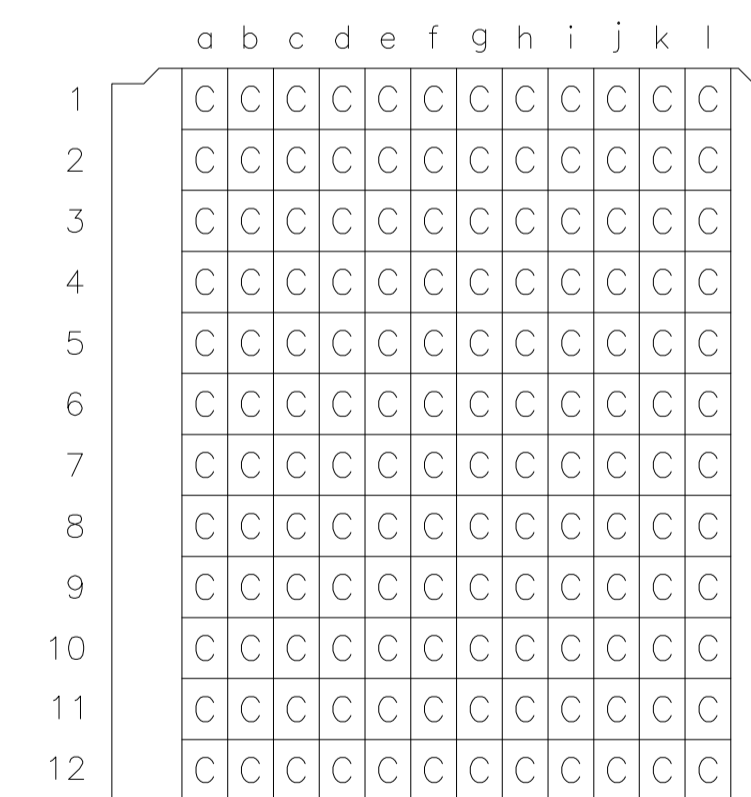 a b c d e f g h i j k l
1 C C C C C C C C C C C C
2 C C C C C C C C C C C C
3 C C C C C C C C C C C C
4 C C C C C C C C C C C C
5 C C C C C C C C C C C C
6 C C C C C C C C C C C C
7 C C C C C C C C C C C C
8 C C C C C C C C C C C C
9 C C C C C C C C C C C C
10 C C C C C C C C C C C C
11 C C C C C C C C C C C C
12 C C C C C C C C C C C C